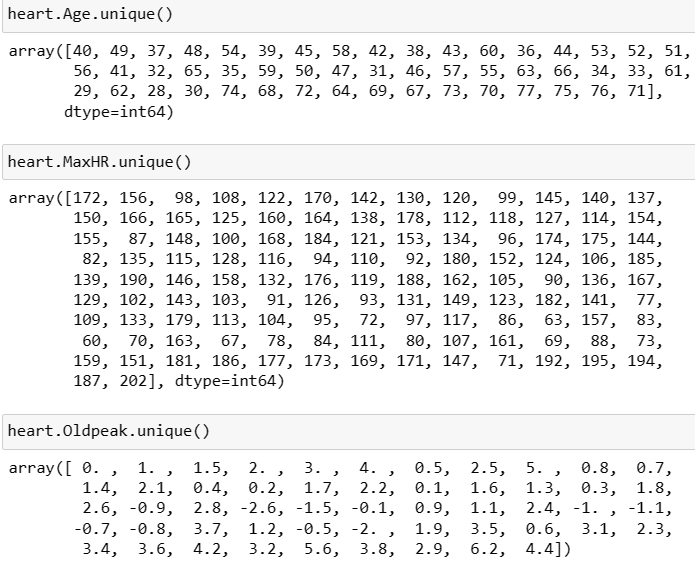 heart.Age.unique()
array([40, 49, 37, 48, 54, 39, 45, 58, 42, 38, 43, 60, 36, 44, 53, 52, 51,
56, 41, 32, 65, 35, 59, 50, 47, 31, 46, 57, 55, 63, 66, 34, 33, 61,
29, 62, 28, 30, 74, 68, 72, 64, 69, 67, 73, 70, 77, 75, 76, 71],
dtype=int64)
heart.MaxHR.unique()
array([172, 156,  98, 108, 122, 170, 142, 130, 120,  99, 145, 140, 137,
150, 166, 165, 125, 160, 164, 138, 178, 112, 118, 127, 114, 154,
155,  87, 148, 100, 168, 184, 121, 153, 134,  96, 174, 175, 144,
82, 135, 115, 128, 116,  94, 110,  92, 180, 152, 124, 106, 185,
139, 190, 146, 158, 132, 176, 119, 188, 162, 105,  90, 136, 167,
129, 102, 143, 103,  91, 126,  93, 131, 149, 123, 182, 141,  77,
109, 133, 179, 113, 104,  95,  72,  97, 117,  86,  63, 157,  83,
60,  70, 163,  67,  78,  84, 111,  80, 107, 161,  69,  88,  73,
159, 151, 181, 186, 177, 173, 169, 171, 147,  71, 192, 195, 194,
187, 202], dtype=int64)
heart.Oldpeak.unique()
array([ 0. ,  1. ,  1.5,  2. ,  3. ,  4. ,  0.5,  2.5,  5. ,  0.8,  0.7,
1.4,  2.1,  0.4,  0.2,  1.7,  2.2,  0.1,  1.6,  1.3,  0.3,  1.8,
2.6, -0.9,  2.8, -2.6, -1.5, -0.1,  0.9,  1.1,  2.4, -1. , -1.1,
-0.7, -0.8,  3.7,  1.2, -0.5, -2. ,  1.9,  3.5,  0.6,  3.1,  2.3,
3.4,  3.6,  4.2,  3.2,  5.6,  3.8,  2.9,  6.2,  4.4])